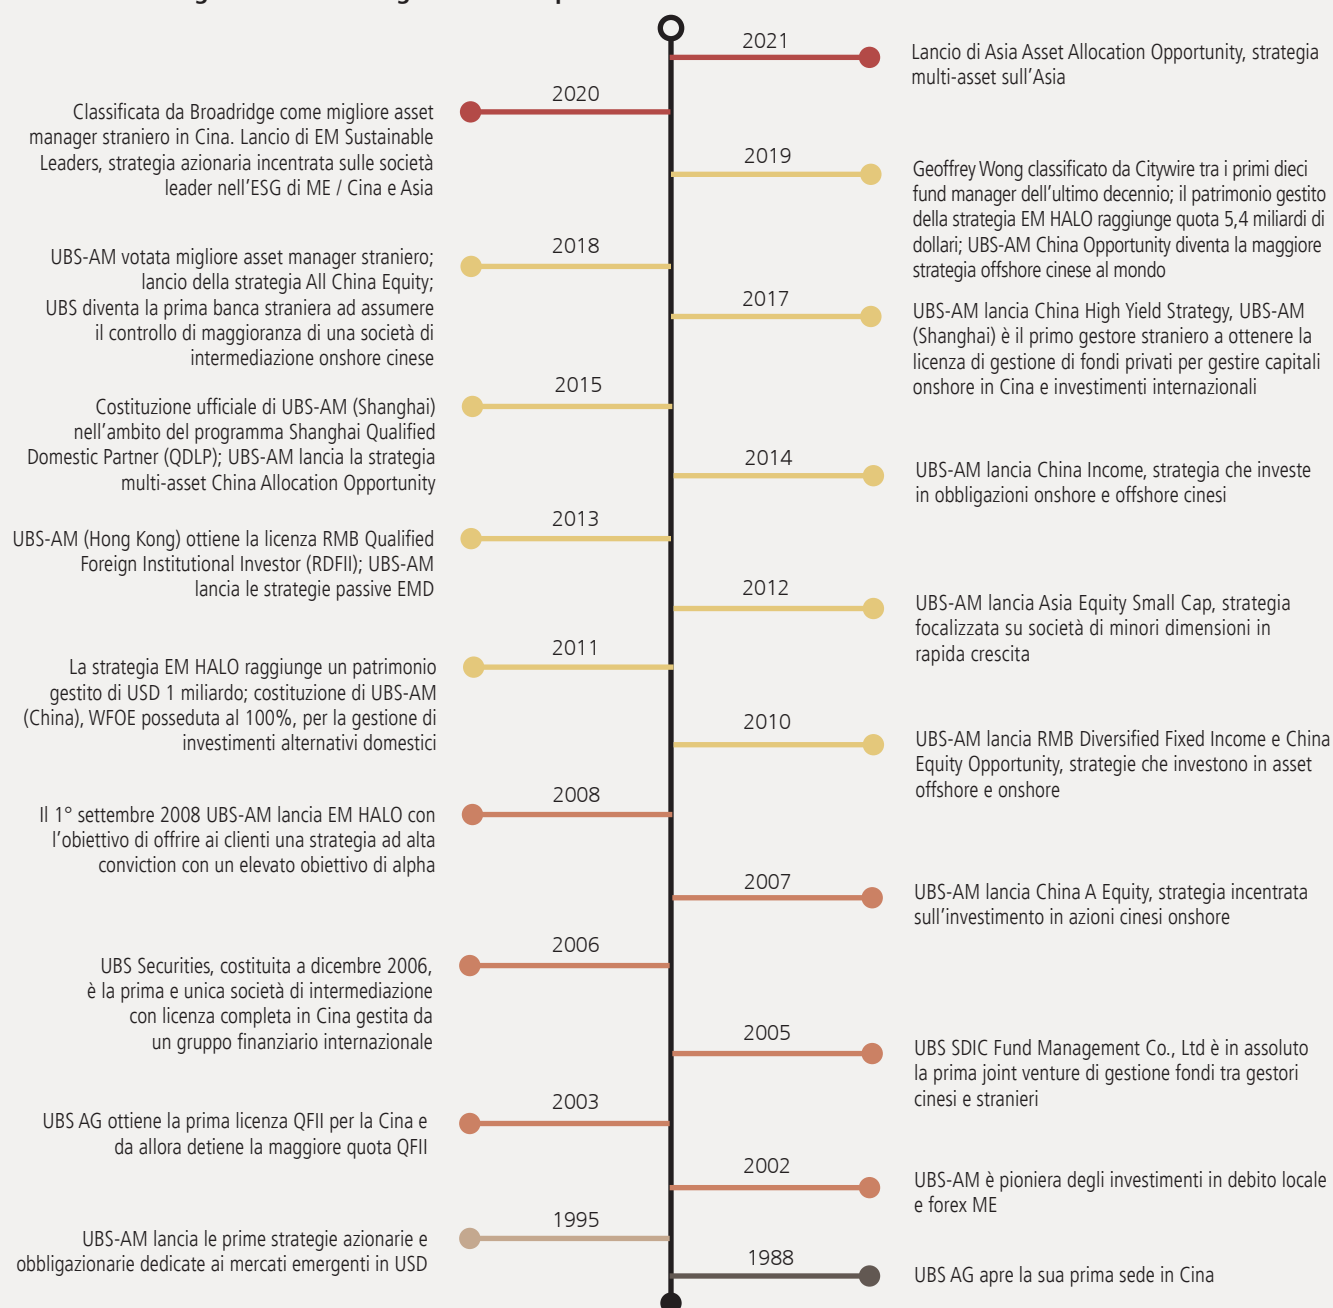 2021
Lancio di Asia Asset Allocation Opportunity, strategia
multi-asset sull'Asia
2020
Classificata da Broadridge come migliore asset
manager straniero in Cina. Lancio di EM Sustainable
Leaders, strategia azionaria incentrata sulle società
leader nell'ESG di ME / Cina e Asia
2019
Geoffrey Wong classificato da Citywire tra i primi dieci
fund manager dell'ultimo decennio; il patrimonio gestito
della strategia EM HALO raggiunge quota 5,4 miliardi di
dollari; UBS-AM China Opportunity diventa la maggiore
strategia offshore cinese al mondo
2018
UBS-AM votata migliore asset manager straniero;
lancio della strategia All China Equity;
UBS diventa la prima banca straniera ad assumere
il controllo di maggioranza di una società di
intermediazione onshore cinese
2017
UBS-AM lancia China High Yield Strategy, UBS-AM
(Shanghai) è il primo gestore straniero a ottenere la
licenza di gestione di fondi privati per gestire capitali
onshore in Cina e investimenti internazionali
2015
Costituzione ufficiale di UBS-AM (Shanghai)
nell'ambito del programma Shanghai Qualified
Domestic Partner (QDLP); UBS-AM lancia la strategia
multi-asset China Allocation Opportunity
2014
UBS-AM lancia China Income, strategia che investe
in obbligazioni onshore e offshore cinesi
2013
UBS-AM (Hong Kong) ottiene la licenza RMB Qualified
Foreign Institutional Investor (RDFII); UBS-AM
lancia le strategie passive EMD
2012
UBS-AM lancia Asia Equity Small Cap, strategia
focalizzata su società di minori dimensioni in
rapida crescita
2011
La strategia EM HALO raggiunge un patrimonio
gestito di USD 1 miliardo; costituzione di UBS-AM
(China), WFOE posseduta al 100%, per la gestione di
investimenti alternativi domestici
2010
UBS-AM lancia RMB Diversified Fixed Income e China
Equity Opportunity, strategie che investono in asset
offshore e onshore
2008
Il 1° settembre 2008 UBS-AM lancia EM HALO con
l'obiettivo di offrire ai clienti una strategia ad alta
conviction con un elevato obiettivo di alpha
2007
UBS-AM lancia China A Equity, strategia incentrata
sull'investimento in azioni cinesi onshore
2006
UBS Securities, costituita a dicembre 2006,
è la prima e unica società di intermediazione
con licenza completa in Cina gestita da
un gruppo finanziario internazionale
2005
UBS SDIC Fund Management Co., Ltd è in assoluto
la prima joint venture di gestione fondi tra gestori
cinesi e stranieri
2003
UBS AG ottiene la prima licenza QFII per la Cina e
da allora detiene la maggiore quota QFII
2002
UBS-AM è pioniera degli investimenti in debito locale
e forex ME
1995
UBS-AM lancia le prime strategie azionarie e
obbligazionarie dedicate ai mercati emergenti in USD
1988
UBS AG apre la sua prima sede in Cina